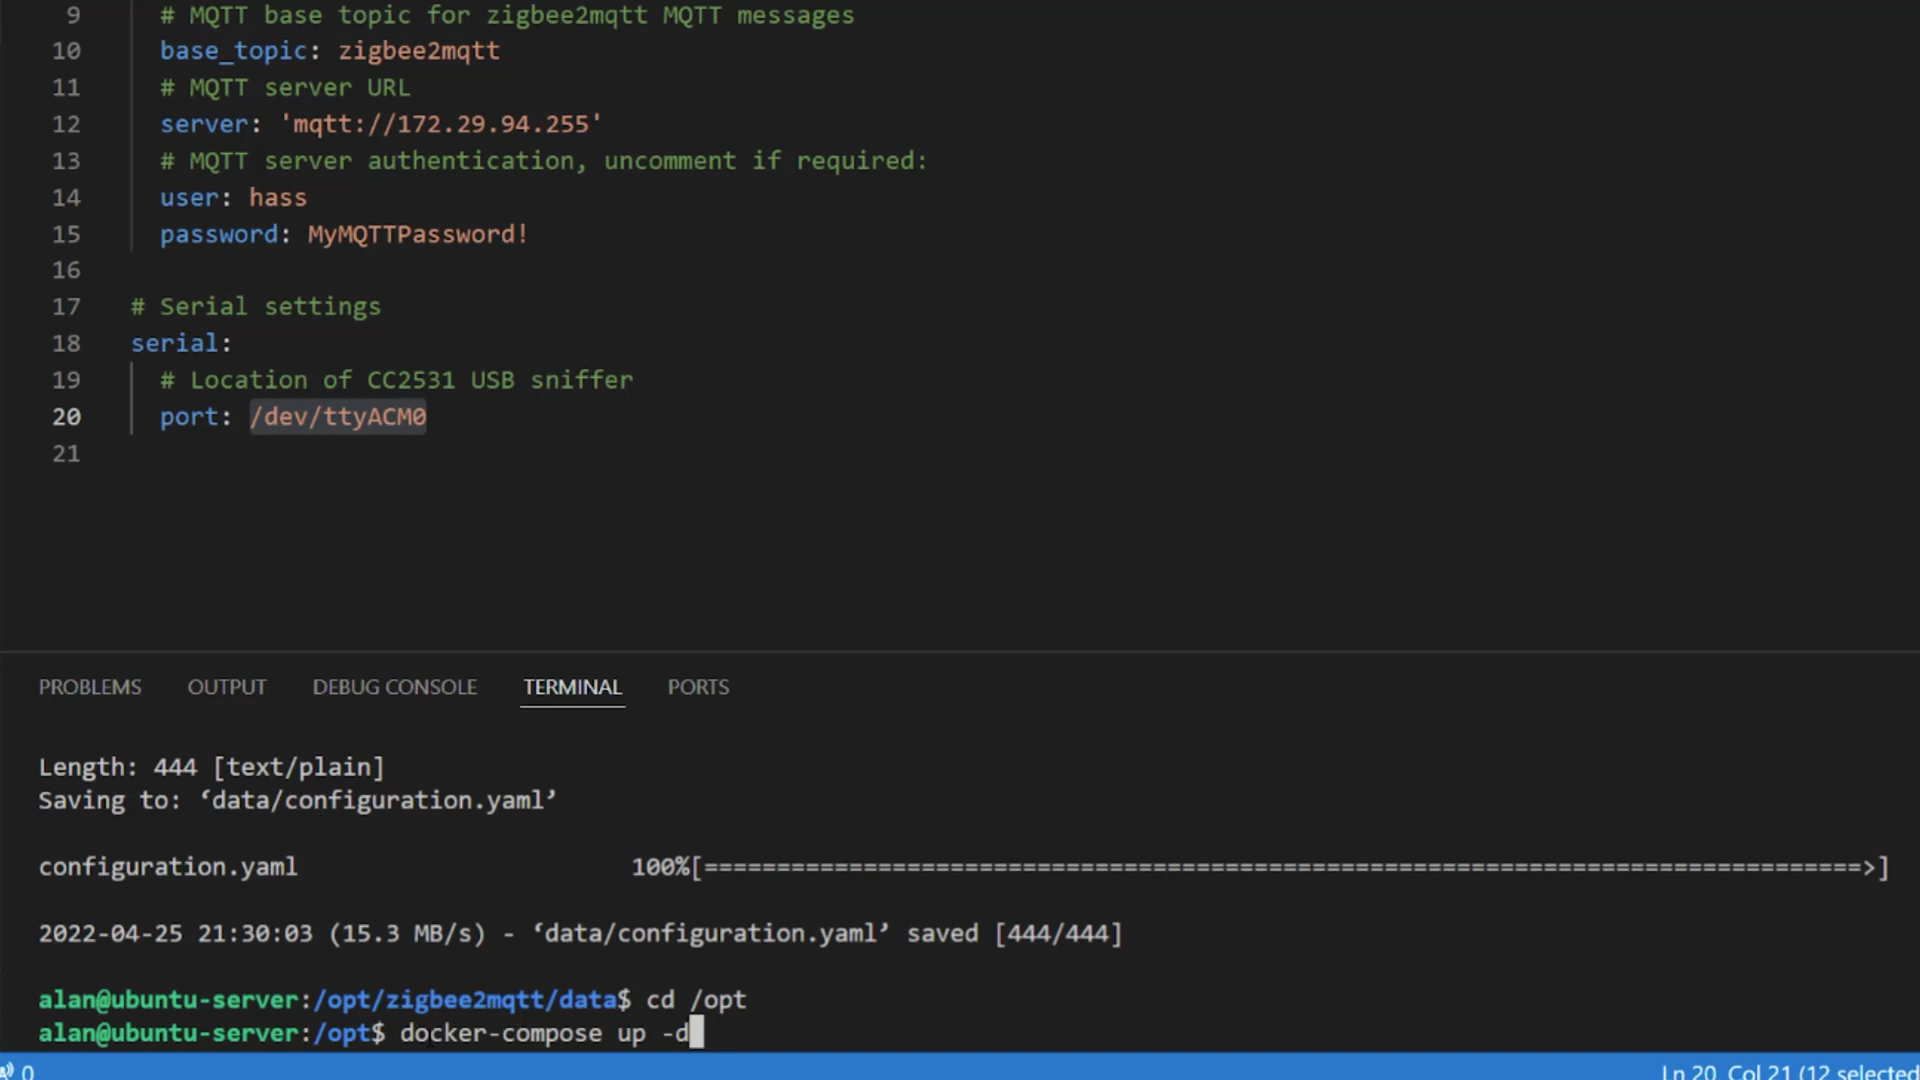 9 # MQTT base topic for zigbee2mqtt MQTT messages
10 base_topic: zigbee2mqtt
11 # MQTT server URL
12 server: 'mqtt://172.29.94.255'
13 # MQTT server authentication, uncomment if required:
14 user: hass
15 password: MyMQTTPassword!
16
17 # Serial settings
18 serial:
19 # Location of CC2531 USB sniffer
20 port: /dev/ttyACM0
21
PROBLEMS OUTPUT DEBUG CONSOLE TERMINAL PORTS
Length: 444 [text/plain]
Saving to: ‘data/configuration.yaml’
configuration.yaml 100%[================================================================================>]
2022-04-25 21:30:03 (15.3 MB/s) - ‘data/configuration.yaml’ saved [444/444]
alan@ubuntu-server:/opt/zigbee2mqtt/data$ cd /opt
alan@ubuntu-server:/opt$ docker-compose up -d
0 Ln 20, Col 21 (12 selected